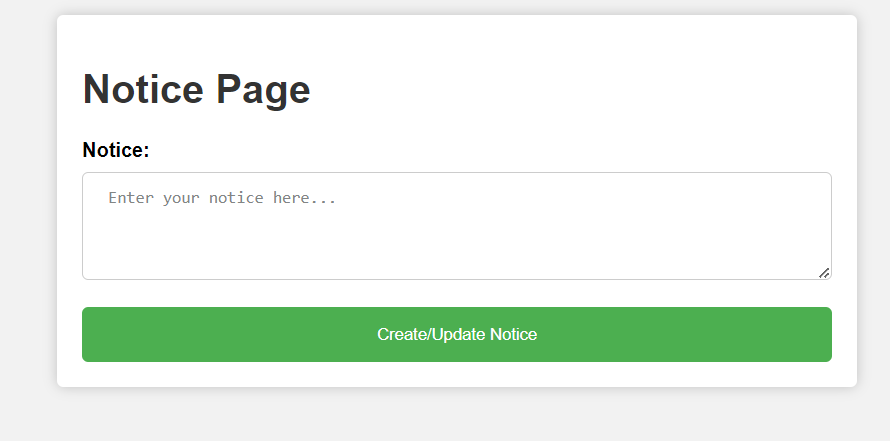 Notice Page
Notice:
Enter your notice here...
Create/Update Notice